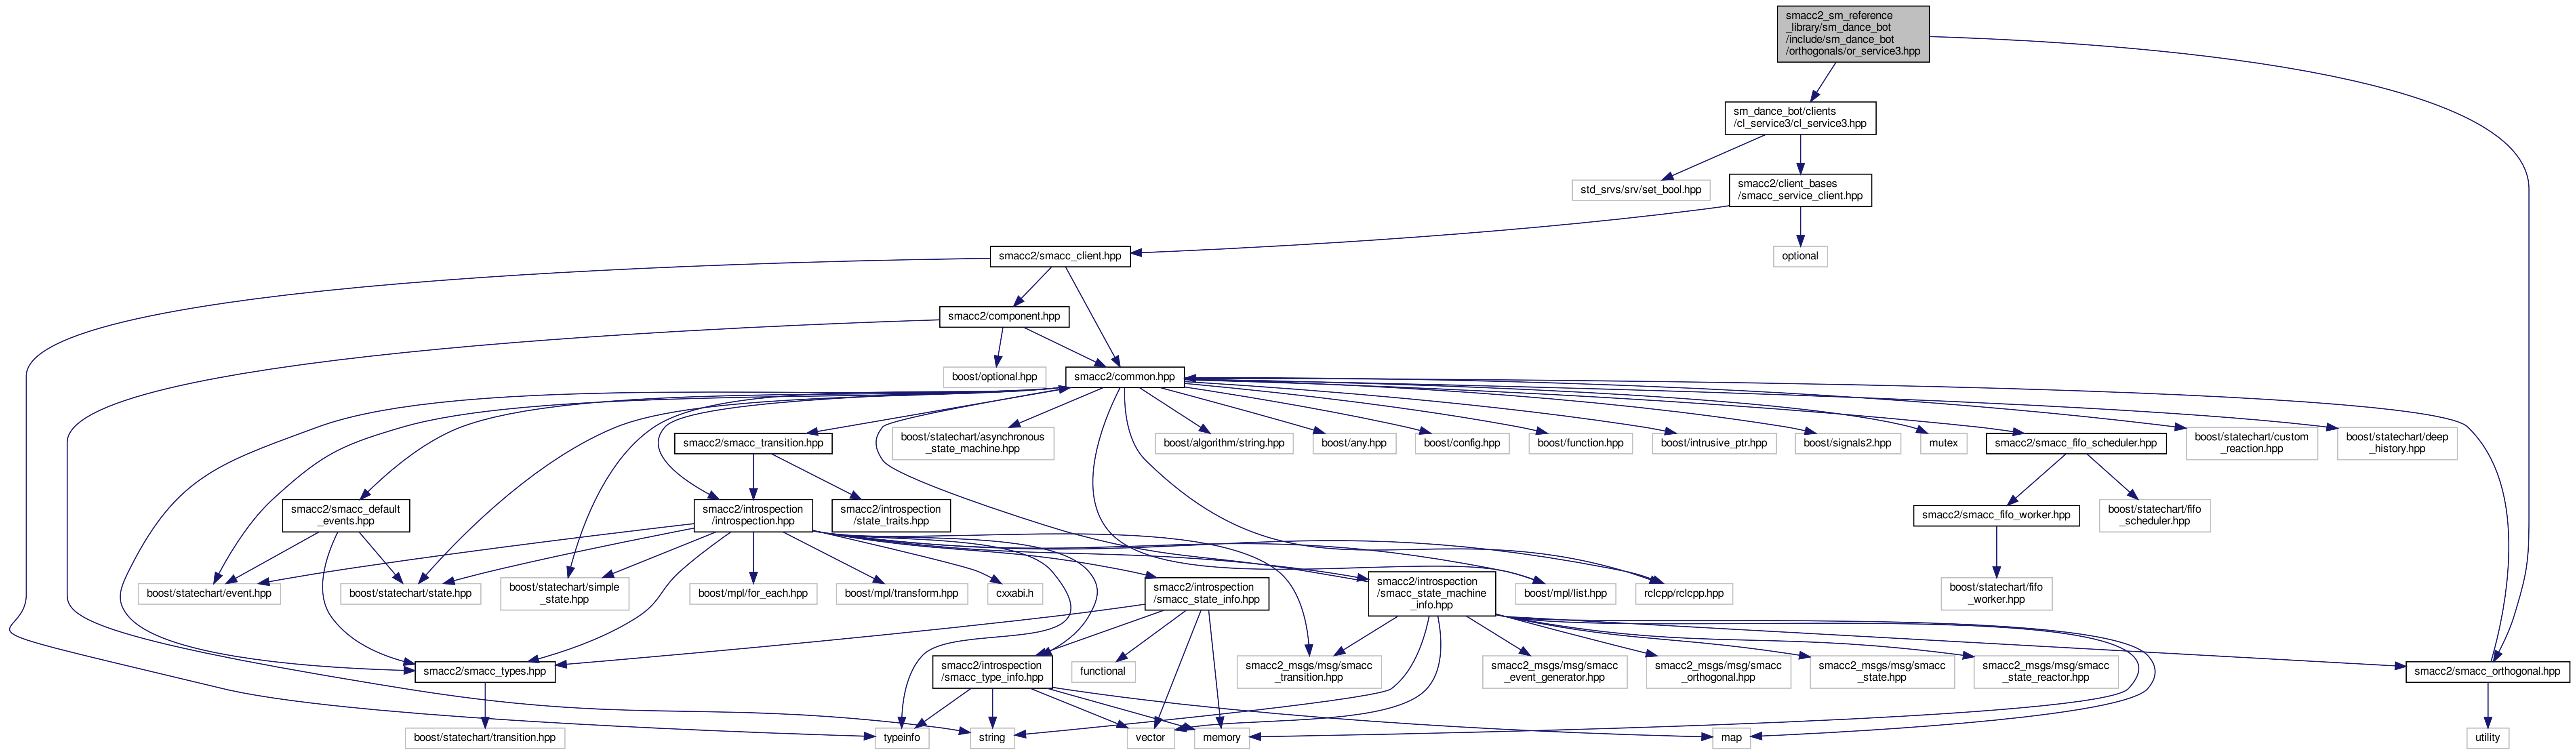 smacc2_sm_reference
_library/sm_dance_bot
/include/sm_dance_bot
/orthogonals/or_service3.hpp
sm_dance_bot/clients
/cl_service3/cl_service3.hpp
std_srvs/srv/set_bool.hpp
smacc2/client_bases
/smacc_service_client.hpp
smacc2/smacc_client.hpp
optional
smacc2/component.hpp
boost/optional.hpp
smacc2/common.hpp
smacc2/smacc_transition.hpp
boost/statechart/asynchronous
_state_machine.hpp
boost/algorithm/string.hpp
boost/any.hpp
boost/config.hpp
boost/function.hpp
boost/intrusive_ptr.hpp
boost/signals2.hpp
mutex
smacc2/smacc_fifo_scheduler.hpp
boost/statechart/custom
_reaction.hpp
boost/statechart/deep
_history.hpp
smacc2/smacc_default
_events.hpp
smacc2/introspection
/introspection.hpp
smacc2/introspection
/state_traits.hpp
smacc2/smacc_fifo_worker.hpp
boost/statechart/fifo
_scheduler.hpp
boost/statechart/event.hpp
boost/statechart/state.hpp
boost/statechart/simple
_state.hpp
boost/mpl/for_each.hpp
boost/mpl/transform.hpp
cxxabi.h
smacc2/introspection
/smacc_state_info.hpp
smacc2/introspection
/smacc_state_machine
_info.hpp
boost/mpl/list.hpp
rclcpp/rclcpp.hpp
boost/statechart/fifo
_worker.hpp
smacc2/smacc_types.hpp
smacc2/introspection
/smacc_type_info.hpp
functional
smacc2_msgs/msg/smacc
_transition.hpp
smacc2_msgs/msg/smacc
_event_generator.hpp
smacc2_msgs/msg/smacc
_orthogonal.hpp
smacc2_msgs/msg/smacc
_state.hpp
smacc2_msgs/msg/smacc
_state_reactor.hpp
smacc2/smacc_orthogonal.hpp
boost/statechart/transition.hpp
typeinfo
string
vector
memory
map
utility